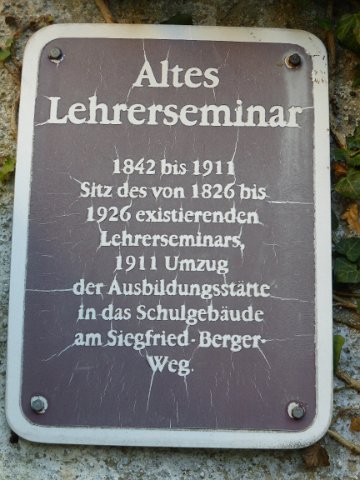 Altes
Lehrerseminar
1842 bis 1911
Sitz des von 1826 bis
1926 existierenden
Lehrerseminars,
1911 Umzug
der Ausbildungsstätte
in das Schulgebäude
am Siegfried-Berger-
Weg.